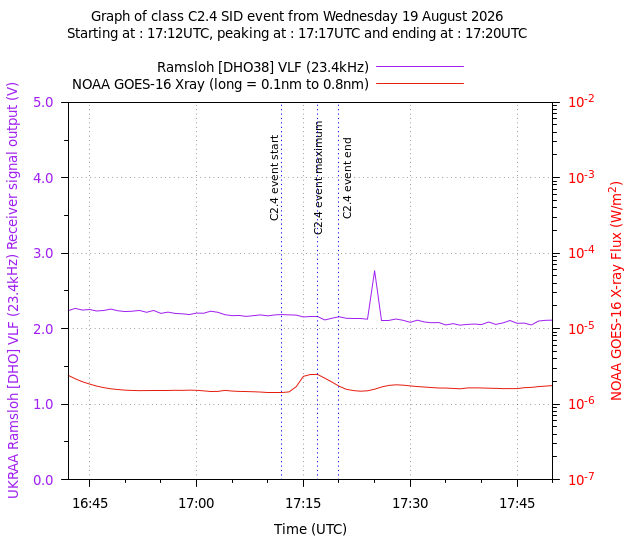 Graph of class C2.4 SID event from Wednesday 19 August 2026
Starting at : 17:12UTC, peaking at : 17:17UTC and ending at : 17:20UTC
Ramsloh [DHO38] VLF (23.4kHz)
NOAA GOES-16 Xray (long = 0.1nm to 0.8nm)
UKRAA Ramsloh [DHO] VLF (23.4kHz) Receiver signal output (V)
5.0
4.0
3.0
2.0
1.0
0.0
C2.4 event start
C2.4 event maximum
C2.4 event end
10^-2
10^-3
10^-4
10^-5
10^-6
10^-7
NOAA GOES-16 X-ray Flux (W/m²)
16:45 17:00 17:15 17:30 17:45
Time (UTC)